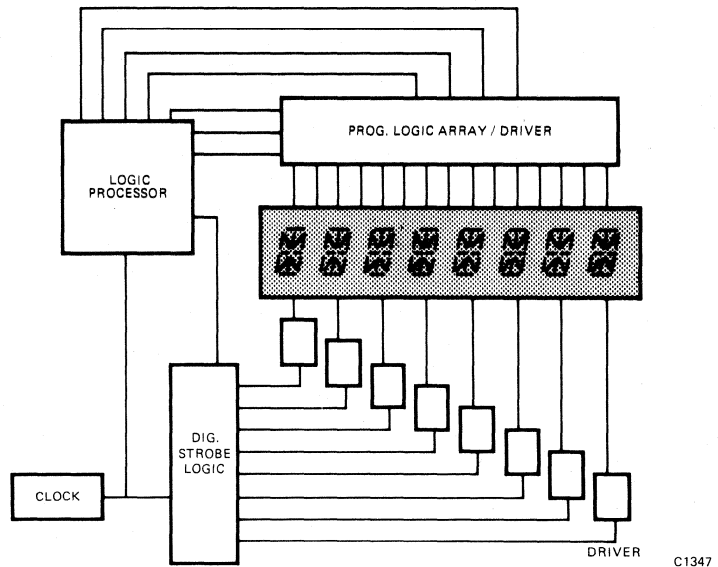 PROG. LOGIC ARRAY / DRIVER
LOGIC
PROCESSOR
DIG.
STROBE
LOGIC
CLOCK
DRIVER
C1347